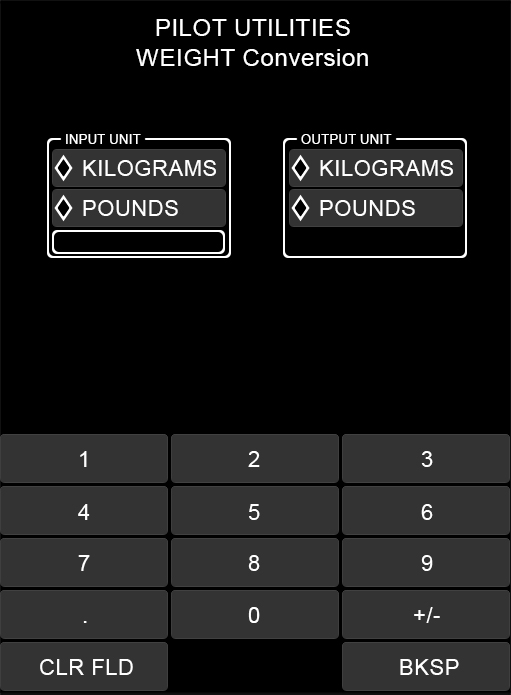 PILOT UTILITIES
WEIGHT Conversion
INPUT UNIT
KILOGRAMS
POUNDS
OUTPUT UNIT
KILOGRAMS
POUNDS
1 2 3
4 5 6
7 8 9
. 0 +/-
CLR FLD BKSP